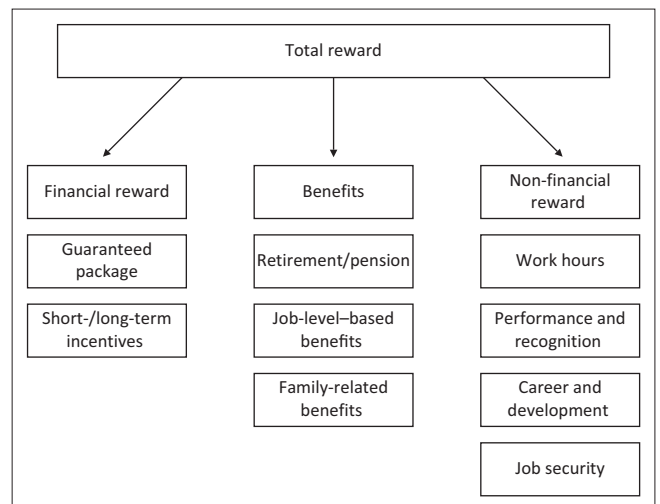 Total reward
Financial reward
Guaranteed
package
Short-/long-term
incentives
Benefits
Retirement/pension
Job-level–based
benefits
Family-related
benefits
Non-financial
reward
Work hours
Performance and
recognition
Career and
development
Job security